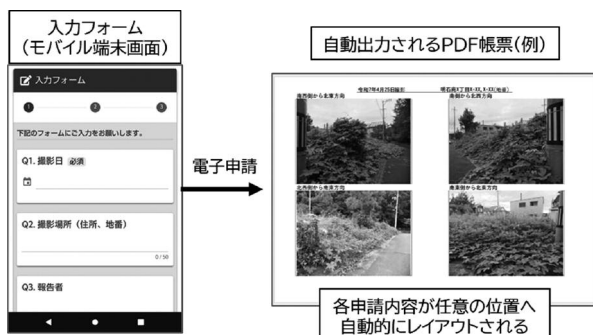 入力フォーム
(モバイル端末画面)
入力フォーム
1 2 3
下記のフォームにご入力をお願いします。
Q1. 撮影日 必須
Q2. 撮影場所(住所、地番)
0/50
Q3. 報告者
電子申請
自動出力されるPDF帳票(例)
令和7年4月25日撮影
南西側から北東方向
南側から北西方向
北西側から南東方向
南東側から北東方向
各申請内容が任意の位置へ
自動的にレイアウトされる